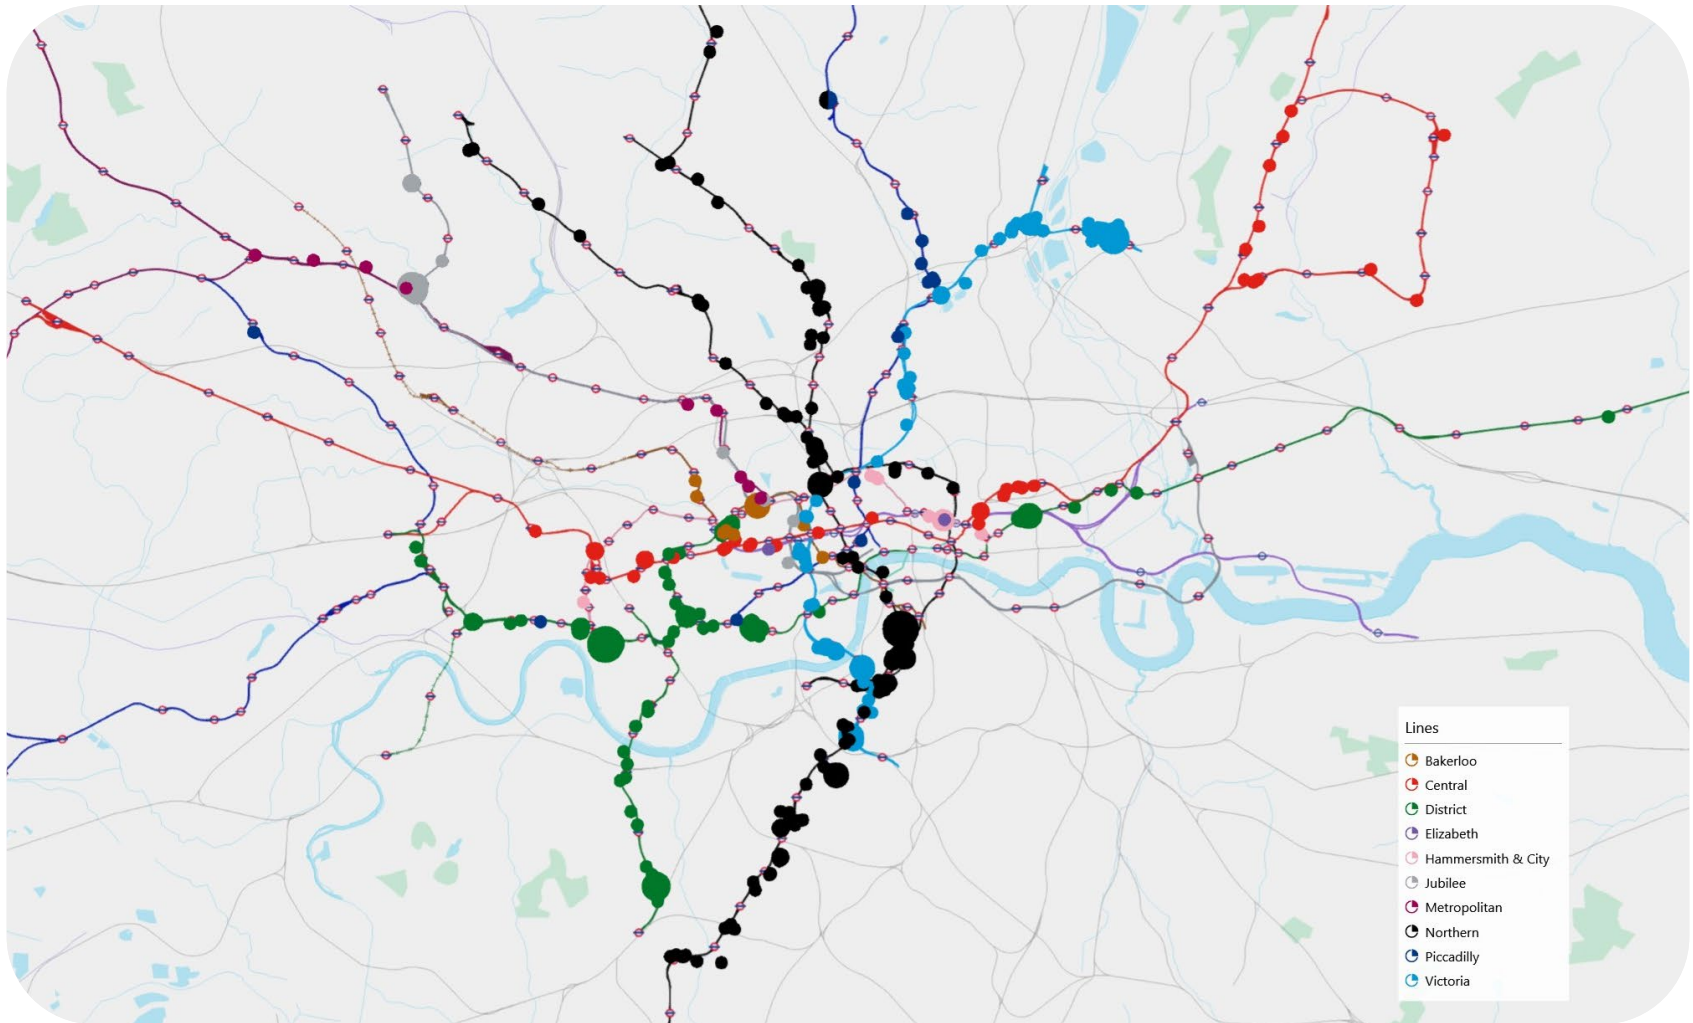 Lines
Bakerloo
Central
District
Elizabeth
Hammersmith & City
Jubilee
Metropolitan
Northern
Piccadilly
Victoria